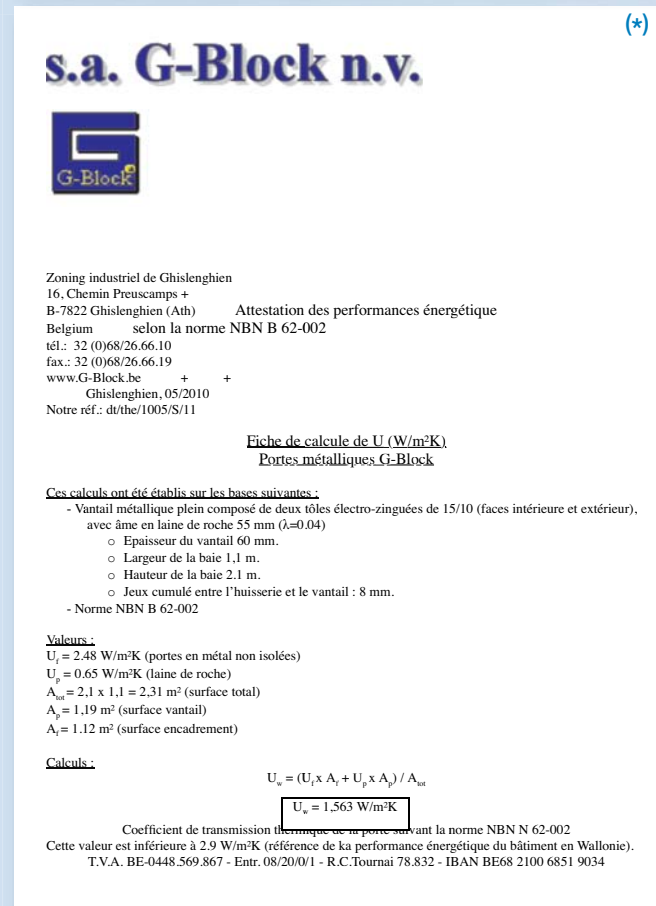 (*)
s.a. G-Block n.v.
G-Block
Zoning industriel de Ghislenghien
16, Chemin Preuscamps +
B-7822 Ghislenghien (Ath) Attestation des performances énergétique
Belgium selon la norme NBN B 62-002
tél.: 32 (0)68/26.66.10
fax.: 32 (0)68/26.66.19
www.G-Block.be + +
Ghislenghien, 05/2010
Notre réf.: dt/the/1005/S/11
Fiche de calcule de U (W/m²K)
Portes métalliques G-Block
Ces calculs ont été établis sur les bases suivantes :
- Vantail métallique plein composé de deux tôles électro-zinguées de 15/10 (faces intérieure et extérieur),
avec âme en laine de roche 55 mm (λ=0.04)
o Epaisseur du vantail 60 mm.
o Largeur de la baie 1,1 m.
o Hauteur de la baie 2.1 m.
o Jeux cumulé entre l'huisserie et le vantail : 8 mm.
- Norme NBN B 62-002
Valeurs :
Uf = 2.48 W/m²K (portes en métal non isolées)
Up = 0.65 W/m²K (laine de roche)
Atot = 2,1 x 1,1 = 2,31 m² (surface total)
Ap = 1,19 m² (surface vantail)
Af = 1.12 m² (surface encadrement)
Calculs :
Uw = (Uf x Af + Up x Ap) / Atot
Uw = 1,563 W/m²K
Coefficient de transmission thermique de la porte suivant la norme NBN N 62-002
Cette valeur est inférieure à 2.9 W/m²K (référence de ka performance énergétique du bâtiment en Wallonie).
T.V.A. BE-0448.569.867 - Entr. 08/20/0/1 - R.C.Tournai 78.832 - IBAN BE68 2100 6851 9034